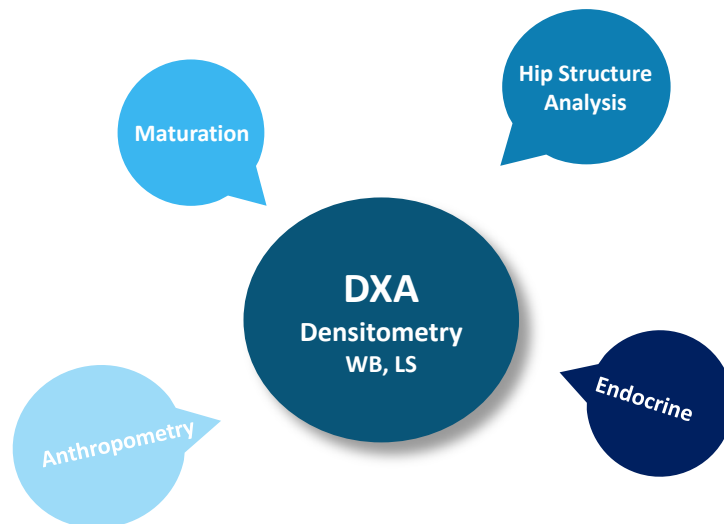 Hip Structure
Analysis
Maturation
DXA
Densitometry
WB, LS
Endocrine
Anthropometry